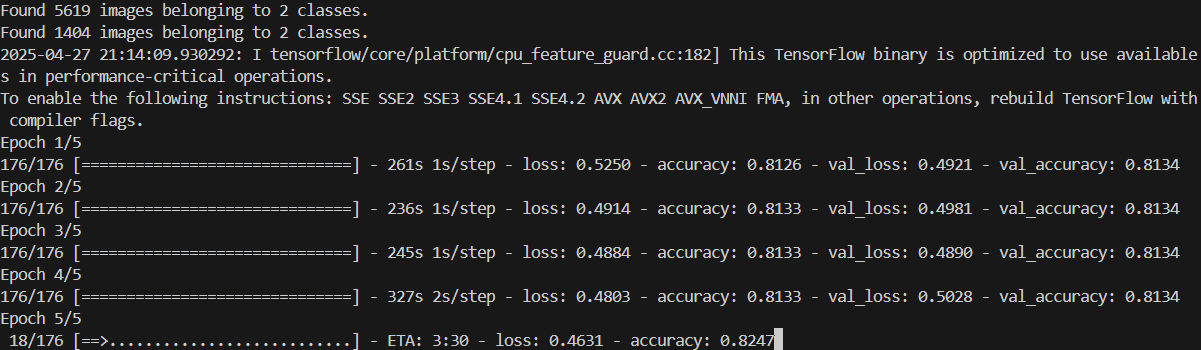 Found 5619 images belonging to 2 classes.
Found 1404 images belonging to 2 classes.
2025-04-27 21:14:09.930292: I tensorflow/core/platform/cpu_feature_guard.cc:182] This TensorFlow binary is optimized to use available
s in performance-critical operations.
To enable the following instructions: SSE SSE2 SSE3 SSE4.1 SSE4.2 AVX AVX2 AVX_VNNI FMA, in other operations, rebuild TensorFlow with
 compiler flags.
Epoch 1/5
176/176 [==============================] - 261s 1s/step - loss: 0.5250 - accuracy: 0.8126 - val_loss: 0.4921 - val_accuracy: 0.8134
Epoch 2/5
176/176 [==============================] - 236s 1s/step - loss: 0.4914 - accuracy: 0.8133 - val_loss: 0.4981 - val_accuracy: 0.8134
Epoch 3/5
176/176 [==============================] - 245s 1s/step - loss: 0.4884 - accuracy: 0.8133 - val_loss: 0.4890 - val_accuracy: 0.8134
Epoch 4/5
176/176 [==============================] - 327s 2s/step - loss: 0.4803 - accuracy: 0.8133 - val_loss: 0.5028 - val_accuracy: 0.8134
Epoch 5/5
 18/176 [==>...........................] - ETA: 3:30 - loss: 0.4631 - accuracy: 0.8247